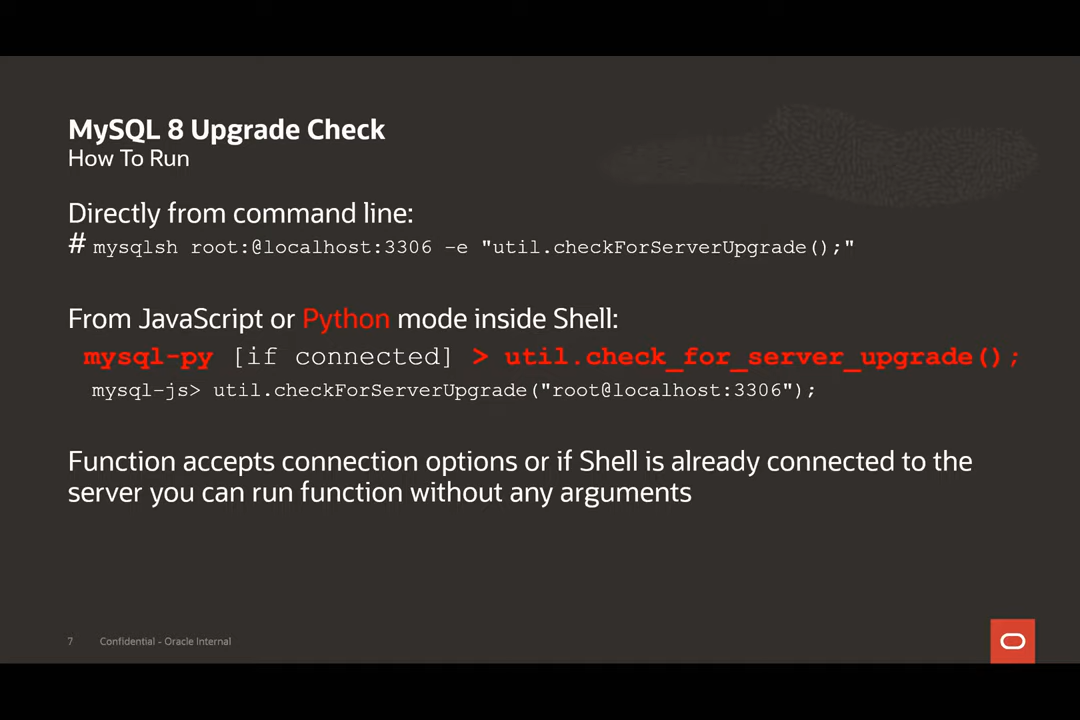 MySQL 8 Upgrade Check
How To Run
Directly from command line:
# mysqlsh root:@localhost:3306 –e "util.checkForServerUpgrade();"
From JavaScript or Python mode inside Shell:
mysql-py [if connected] > util.check_for_server_upgrade();
mysql-js> util.checkForServerUpgrade("root@localhost:3306");
Function accepts connection options or if Shell is already connected to the
server you can run function without any arguments
7 Confidential - Oracle Internal